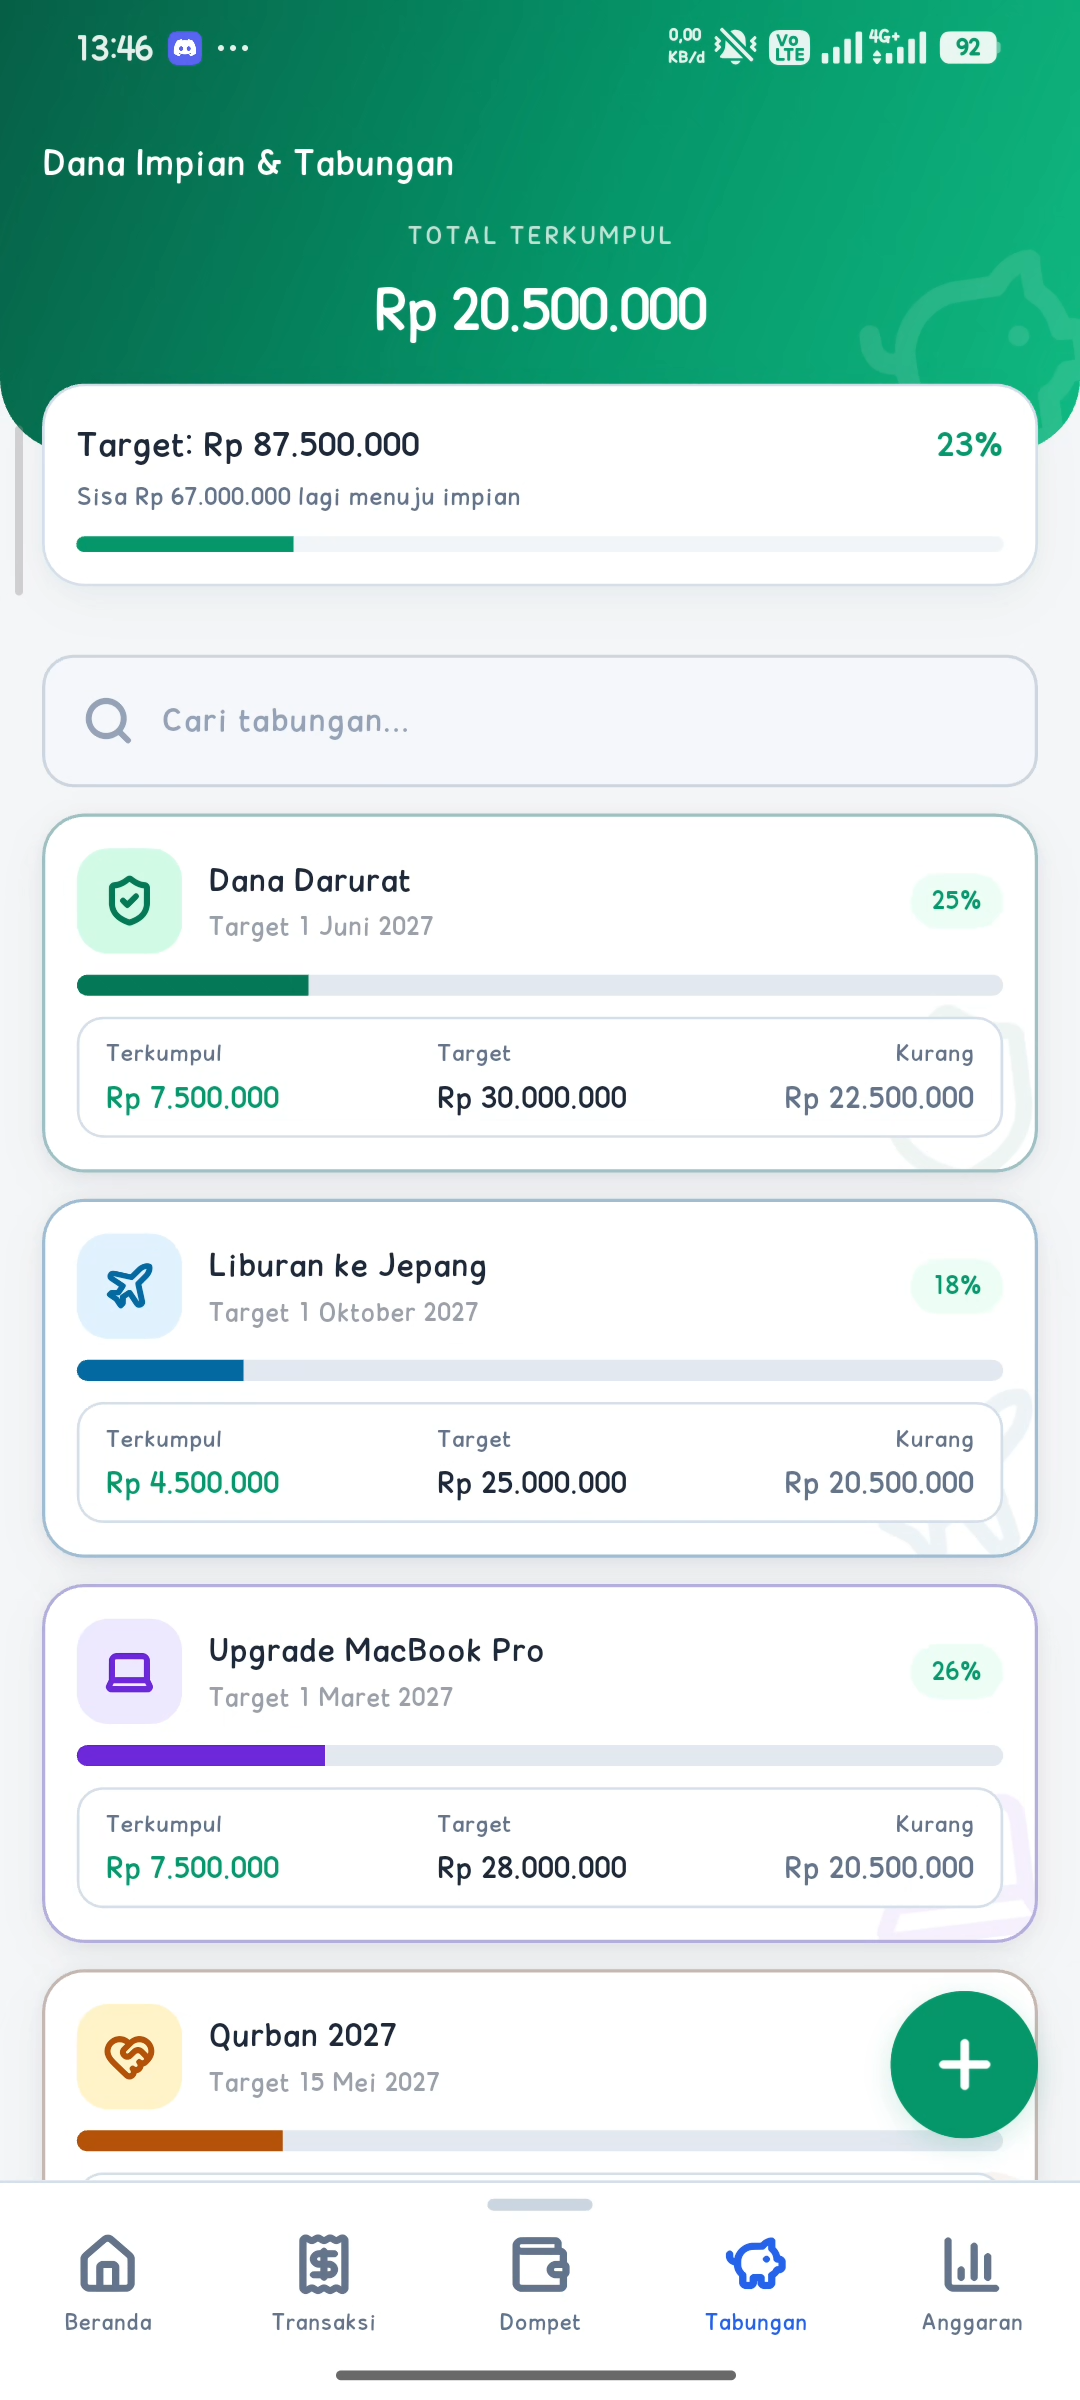 13:46
0,00
KB/d
Vo
LTE
4G+
92
Dana Impian & Tabungan
TOTAL TERKUMPUL
Rp 20.500.000
Target: Rp 87.500.000
23%
Sisa Rp 67.000.000 lagi menuju impian
Cari tabungan...
Dana Darurat
Target 1 Juni 2027
25%
Terkumpul
Target
Kurang
Rp 7.500.000
Rp 30.000.000
Rp 22.500.000
Liburan ke Jepang
Target 1 Oktober 2027
18%
Terkumpul
Target
Kurang
Rp 4.500.000
Rp 25.000.000
Rp 20.500.000
Upgrade MacBook Pro
Target 1 Maret 2027
26%
Terkumpul
Target
Kurang
Rp 7.500.000
Rp 28.000.000
Rp 20.500.000
Qurban 2027
Target 15 Mei 2027
Beranda
Transaksi
Dompet
Tabungan
Anggaran